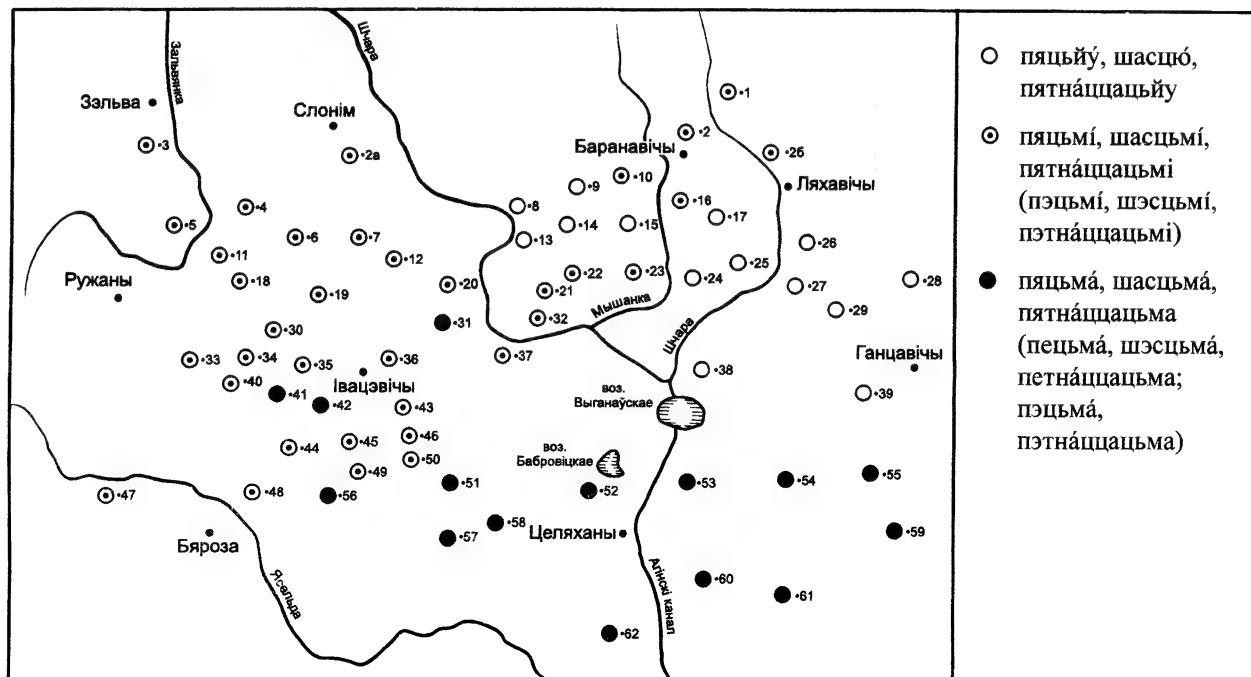 Зальвянка
Шчара
Зэльва
Слонім
Баранавічы
Ляхавічы
•1
•2
•3
•2а
•26
•10
•9
•4
•8
•16
•17
•5
•6
•7
•13
•14
•15
•26
•11
•12
•18
•19
•20
•21
•22
•23
•24
•25
•27
•28
•29
Ружаны
Мышанка
•30
•31
•32
Шчара
•33
•34
•35
•36
•37
•38
Івацэвічы
Ганцавічы
•39
•40
•41
•42
•43
воз.
Выганаўскае
•44
•45
•46
воз.
Бабровіцкае
•47
•48
•49
•50
•51
•52
•53
•54
•55
•56
•57
•58
•59
Бяроза
Целяханы
Ясельда
Агінскі канал
•60
•61
•62
пяцьйу́, шасцю́,
пятна́ццацьйу
пяцьмі́, шасцьмі́,
пятна́ццацьмі
(пэцьмі́, шэсцьмі́,
пэтна́ццацьмі)
пяцьма́, шасцьма́,
пятна́ццацьма
(пецьма́, шэсцьма́,
петна́ццацьма;
пэцьма́,
пэтна́ццацьма)